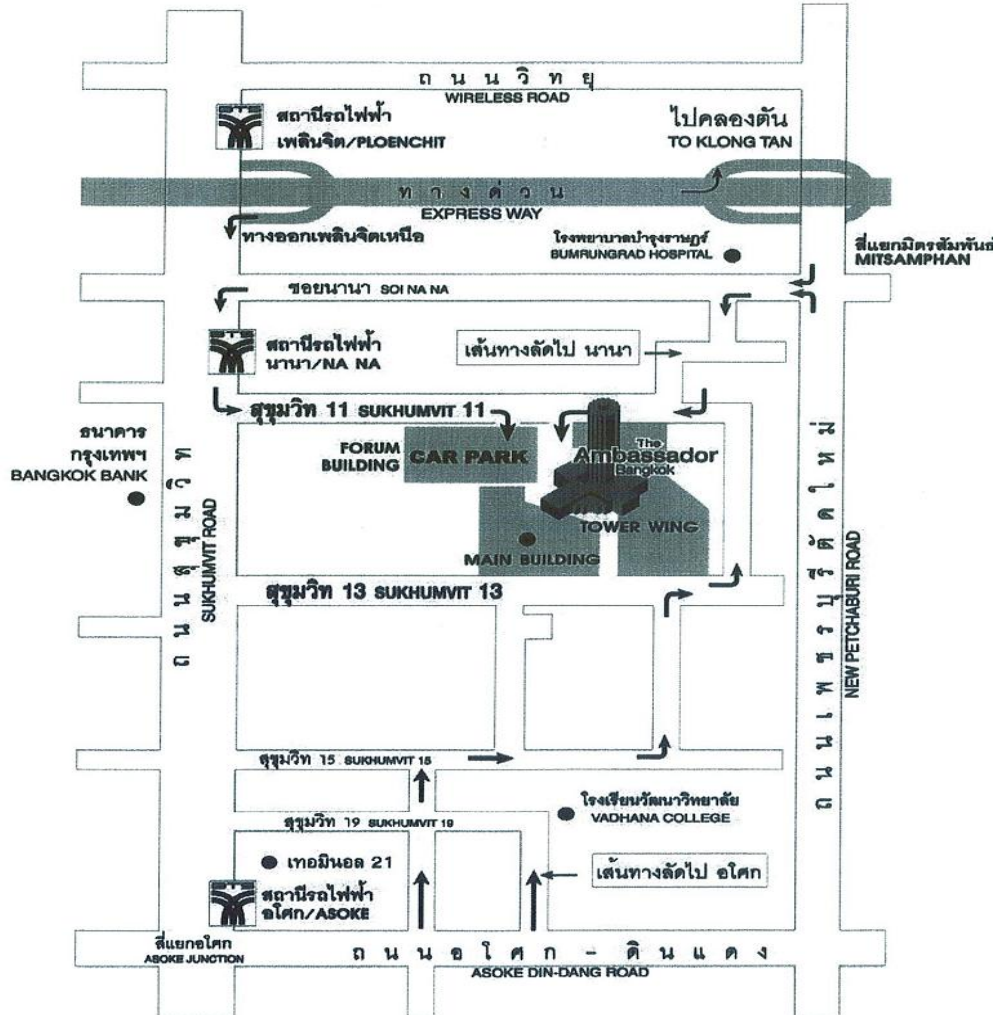 ถนนวิทยุ
WIRELESS ROAD
สถานีรถไฟฟ้า
เพลินจิต/PLOENCHIT
ไปคลองตัน
TO KLONG TAN
ทางด่วน
EXPRESS WAY
ทางออกเพลินจิตเหนือ
โรงพยาบาลบำรุงราษฎร์
BUMRUNGRAD HOSPITAL
สี่แยกมิตรสัมพันธ์
MITSAMPHAN
ซอยนานา SOI NA NA
สถานีรถไฟฟ้า
นานา/NA NA
เส้นทางลัดไป นานา
สุขุมวิท 11 SUKHUMVIT 11
ธนาคาร
กรุงเทพฯ
BANGKOK BANK
FORUM
BUILDING
CAR PARK
The
Ambassador
Bangkok
TOWER WING
MAIN BUILDING
ถนนสุขุมวิท
SUKHUMVIT ROAD
ถนนเพชรบุรีตัดใหม่
NEW PETCHABURI ROAD
สุขุมวิท 13 SUKHUMVIT 13
สุขุมวิท 15 SUKHUMVIT 15
สุขุมวิท 19 SUKHUMVIT 19
โรงเรียนวัฒนาวิทยาลัย
VADHANA COLLEGE
เทอมินอล 21
เส้นทางลัดไป อโศก
สถานีรถไฟฟ้า
อโศก/ASOKE
สี่แยกอโศก
ASOKE JUNCTION
ถนนอโศก - ดินแดง
ASOKE DIN-DANG ROAD